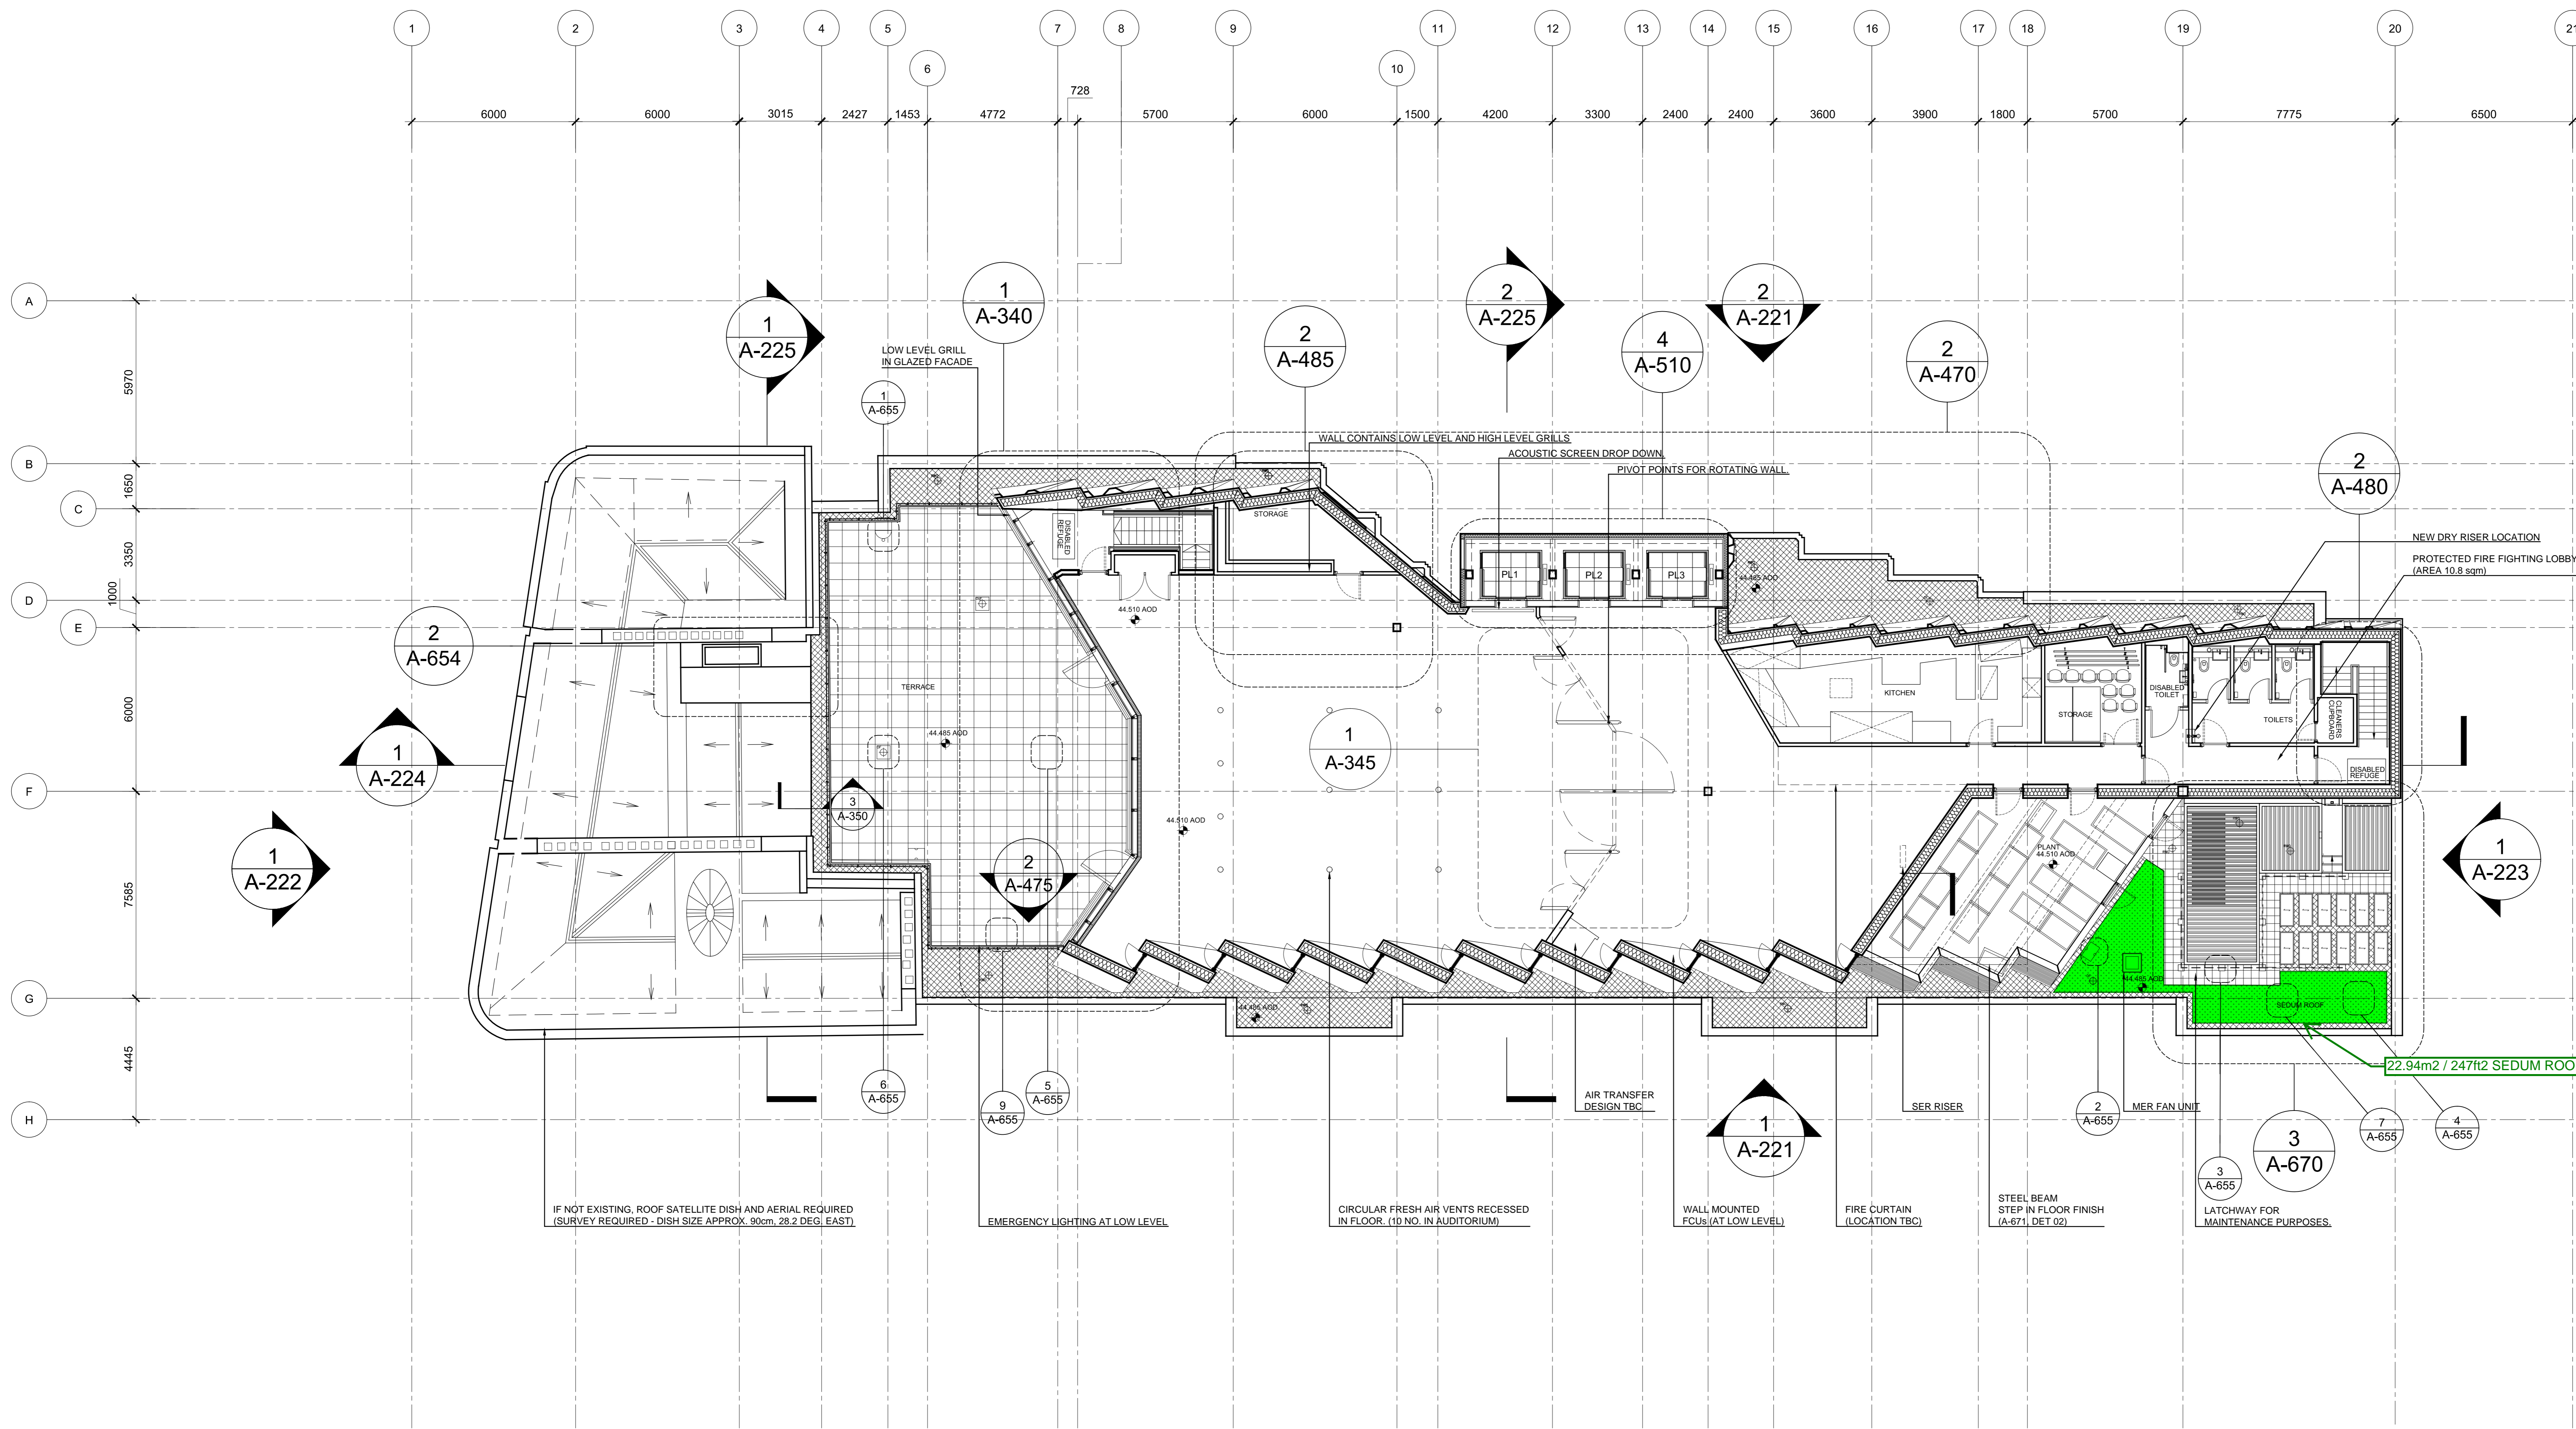 1
2
3
4
5
7
8
9
11
12
13
14
15
16
17
18
19
20
21
6
10
728
6000
6000
3015
2427
1453
4772
5700
6000
1500
4200
3300
2400
2400
3600
3900
1800
5700
7775
6500
A
B
C
D
E
F
G
H
5970
1650
3350
1000
6000
7585
4445
1
A-225
1
A-340
2
A-485
2
A-225
4
A-510
2
A-221
2
A-470
2
A-480
LOW LEVEL GRILL
IN GLAZED FACADE
1
A-655
WALL CONTAINS LOW LEVEL AND HIGH LEVEL GRILLS
ACOUSTIC SCREEN DROP DOWN.
PIVOT POINTS FOR ROTATING WALL.
NEW DRY RISER LOCATION
PROTECTED FIRE FIGHTING LOBBY
(AREA 10.8 sqm)
STORAGE
DISABLED
REFUGE
PL1
PL2
PL3
44.485 AOD
44.510 AOD
2
A-654
TERRACE
KITCHEN
STORAGE
DISABLED
TOILET
TOILETS
CLEANERS
CUPBOARD
DISABLED
REFUGE
44.485 AOD
1
A-345
1
A-224
3
A-350
44.510 AOD
1
A-222
2
A-475
PLANT
44.510 AOD
1
A-223
44.485 AOD
44.485 AOD
SEDUM ROOF
22.94m2 / 247ft2 SEDUM ROO
6
A-655
9
A-655
5
A-655
AIR TRANSFER
DESIGN TBC
1
A-221
SER RISER
2
A-655
MER FAN UNIT
3
A-670
7
A-655
4
A-655
3
A-655
IF NOT EXISTING, ROOF SATELLITE DISH AND AERIAL REQUIRED
(SURVEY REQUIRED - DISH SIZE APPROX. 90cm, 28.2 DEG. EAST)
EMERGENCY LIGHTING AT LOW LEVEL
CIRCULAR FRESH AIR VENTS RECESSED
IN FLOOR. (10 NO. IN AUDITORIUM)
WALL MOUNTED
FCUs (AT LOW LEVEL)
FIRE CURTAIN
(LOCATION TBC)
STEEL BEAM
STEP IN FLOOR FINISH
(A-671, DET 02)
LATCHWAY FOR
MAINTENANCE PURPOSES.